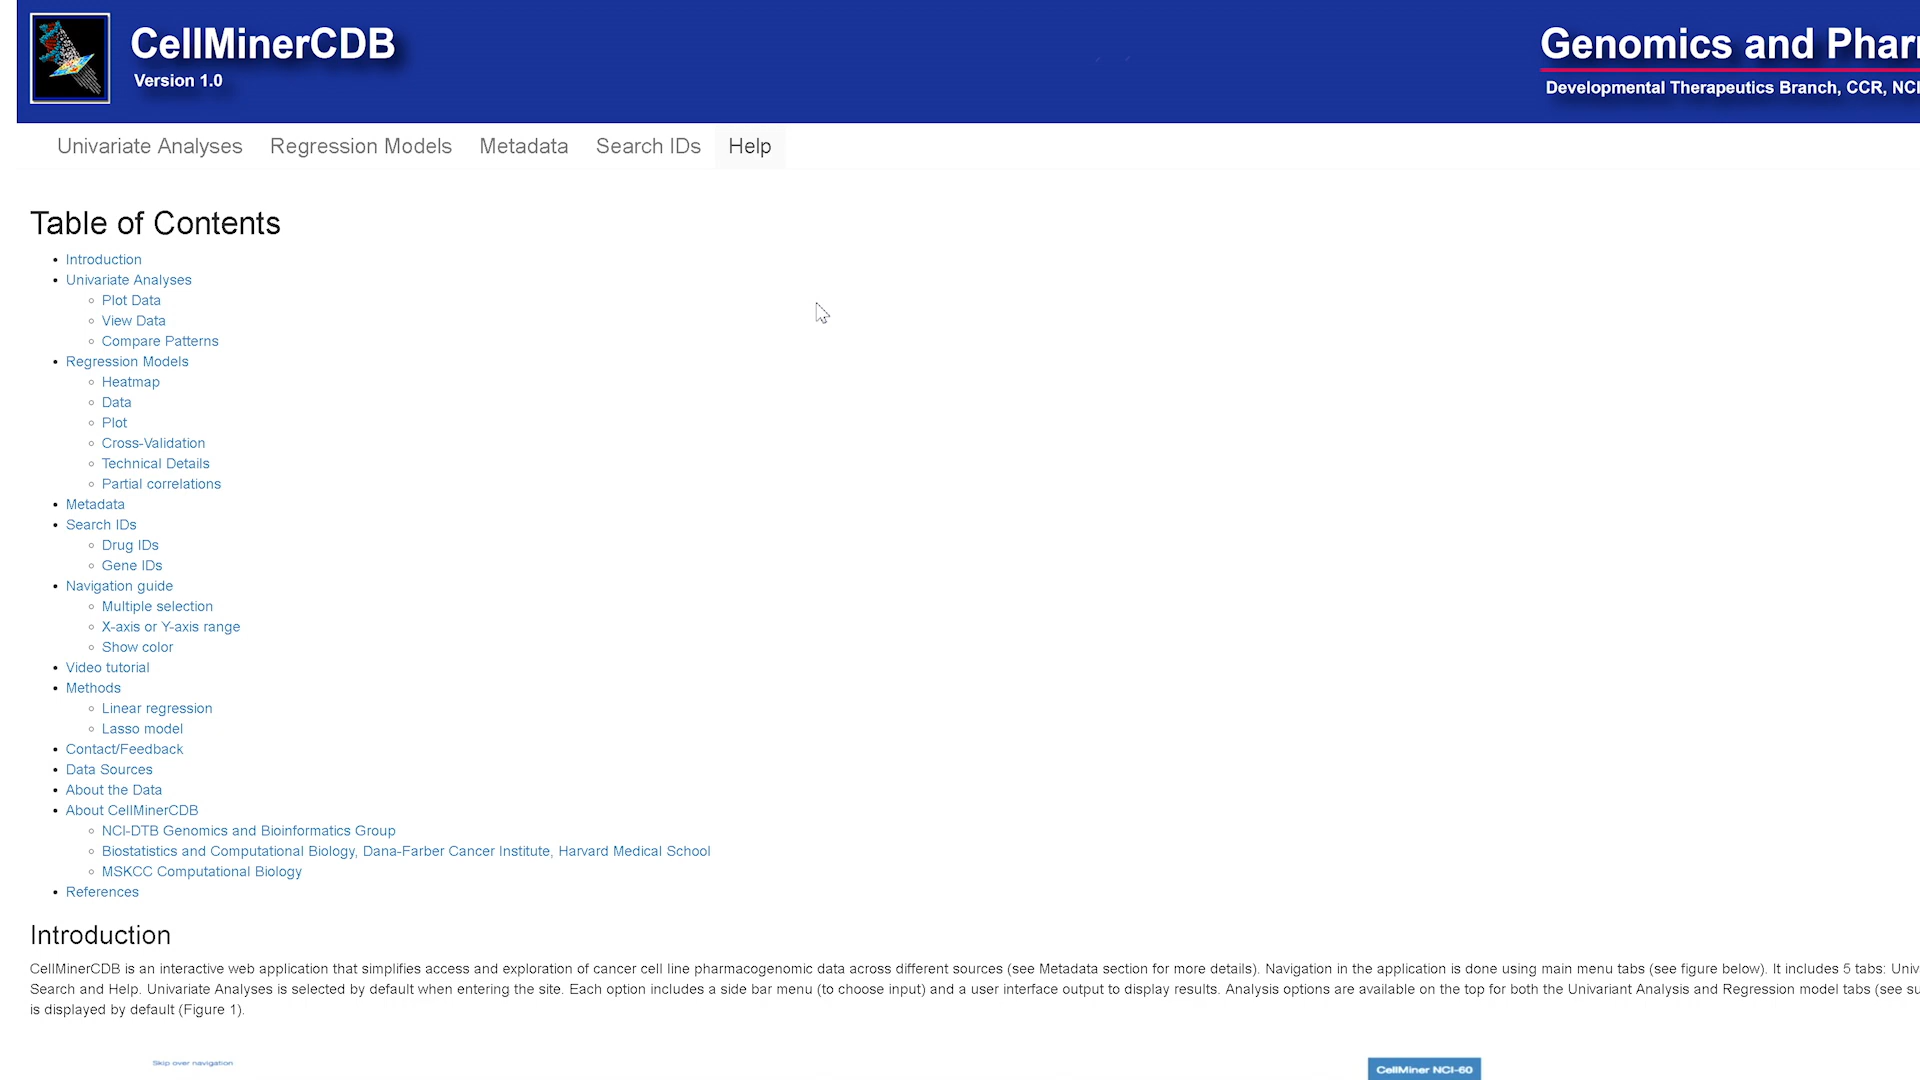 CellMinerCDB
Version 1.0
Genomics and
Developmental Therapeutics Branch, CCR, NCI
Univariate Analyses Regression Models Metadata Search IDs Help
Table of Contents
Introduction
Univariate Analyses
Plot Data
View Data
Compare Patterns
Regression Models
Heatmap
Data
Plot
Cross-Validation
Technical Details
Partial correlations
Metadata
Search IDs
Drug IDs
Gene IDs
Navigation guide
Multiple selection
X-axis or Y-axis range
Show color
Video tutorial
Methods
Linear regression
Lasso model
Contact/Feedback
Data Sources
About the Data
About CellMinerCDB
NCI-DTB Genomics and Bioinformatics Group
Biostatistics and Computational Biology, Dana-Farber Cancer Institute, Harvard Medical School
MSKCC Computational Biology
References
Introduction
CellMinerCDB is an interactive web application that simplifies access and exploration of cancer cell line pharmacogenomic data across different sources (see Metadata section for more details). Navigation in the application is done using main menu tabs (see figure below). It includes 5 tabs:
Search and Help. Univariate Analyses is selected by default when entering the site. Each option includes a side bar menu (to choose input) and a user interface output to display results. Analysis options are available on the top for both the Univariant Analysis and Regression model tabs (see
is displayed by default (Figure 1).
Skip over navigation
CellMiner NCI-60